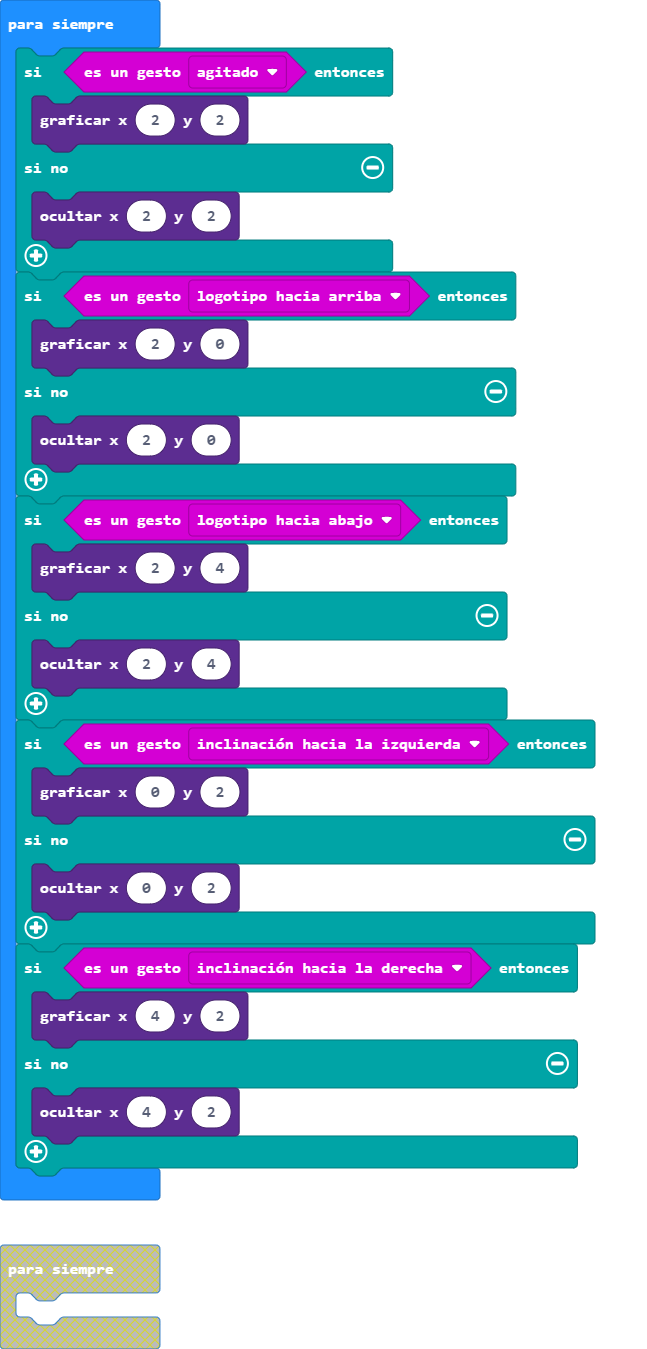 para siempre
si es un gesto agitado entonces
graficar x 2 y 2
si no
ocultar x 2 y 2
si es un gesto logotipo hacia arriba entonces
graficar x 2 y 0
si no
ocultar x 2 y 0
si es un gesto logotipo hacia abajo entonces
graficar x 2 y 4
si no
ocultar x 2 y 4
si es un gesto inclinación hacia la izquierda entonces
graficar x 0 y 2
si no
ocultar x 0 y 2
si es un gesto inclinación hacia la derecha entonces
graficar x 4 y 2
si no
ocultar x 4 y 2
para siempre